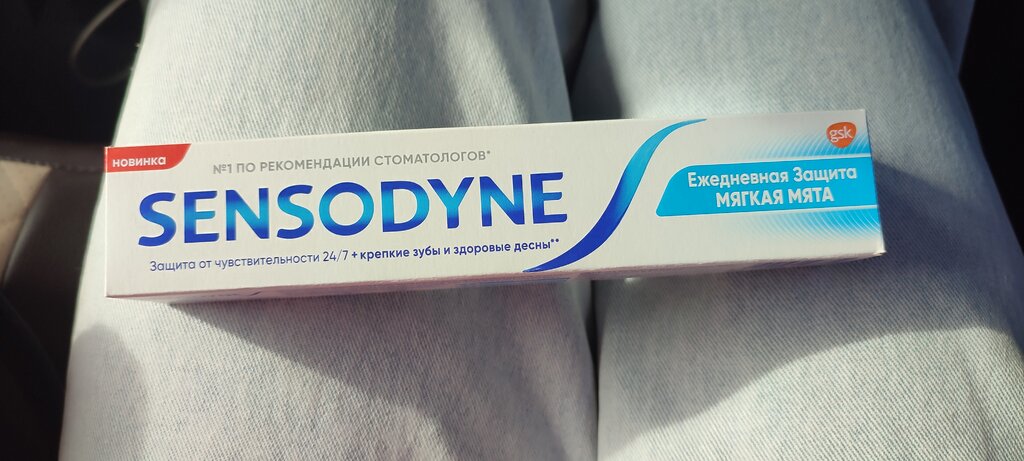 НОВИНКА
№1 ПО РЕКОМЕНДАЦИИ СТОМАТОЛОГОВ*
SENSODYNE
Защита от чувствительности 24/7 + крепкие зубы и здоровые десны**
gsk
Ежедневная Защита
МЯГКАЯ МЯТА